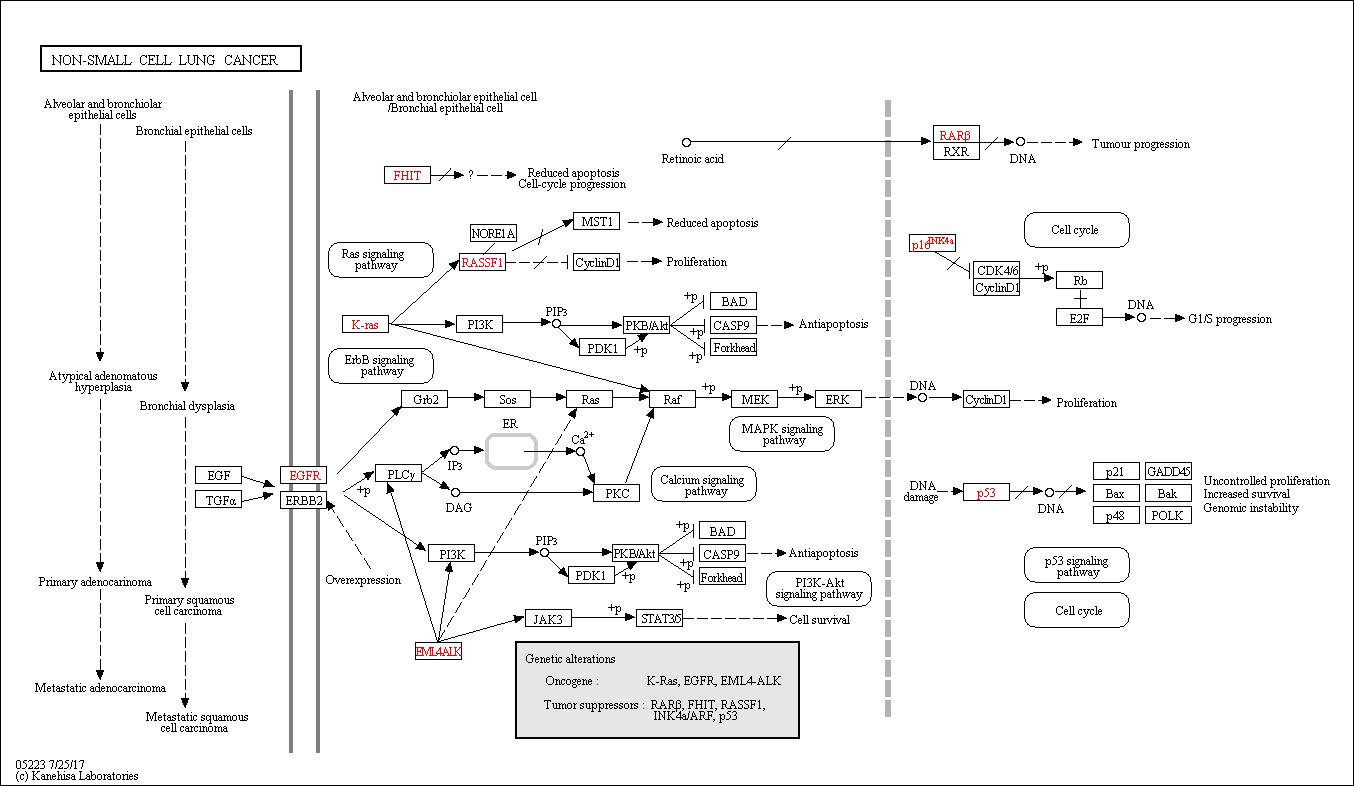 NON-SMALL CELL LUNG CANCER
Alveolar and bronchiolar
epithelial cells
Bronchial epithelial cells
Atypical adenomatous
hyperplasia
Bronchial dysplasia
Primary adenocarinoma
Primary squamous
cell carcinoma
Metastatic adenocarcinoma
Metastatic squamous
cell carcinoma
Alveolar and bronchiolar epithelial cell
/Bronchial epithelial cell
Retinoic acid
RARβ
RXR
DNA
Tumour progression
FHIT
?
Reduced apoptosis
Cell-cycle progression
NORE1A
MST1
Reduced apoptosis
Ras signaling
pathway
RASSF1
CyclinD1
Proliferation
p16INK4a
Cell cycle
CDK4/6
CyclinD1
+p
Rb
E2F
DNA
G1/S progression
K-ras
PI3K
PIP3
PDK1
+p
PKB/Akt
+p
+p
+p
BAD
CASP9
Forkhead
Antiapoptosis
ErbB signaling
pathway
Grb2
Sos
Ras
Raf
+p
MEK
+p
ERK
DNA
CyclinD1
Proliferation
MAPK signaling
pathway
ER
IP3
Ca2+
EGF
TGFα
EGFR
ERBB2
+p
PLCγ
DAG
PKC
Calcium signaling
pathway
DNA
damage
p53
DNA
p21
GADD45
Bax
Bak
p48
POLK
Uncontrolled proliferation
Increased survival
Genomic instability
Overexpression
PI3K
PIP3
PDK1
+p
PKB/Akt
+p
+p
+p
BAD
CASP9
Forkhead
Antiapoptosis
PI3K-Akt
signaling pathway
p53 signaling
pathway
Cell cycle
JAK3
+p
STAT3/5
Cell survival
EML4ALK
Genetic alterations
Oncogene : K-Ras, EGFR, EML4-ALK
Tumor suppressors : RARβ, FHIT, RASSF1,
INK4a/ARF, p53
05223 7/25/17
(c) Kanehisa Laboratories